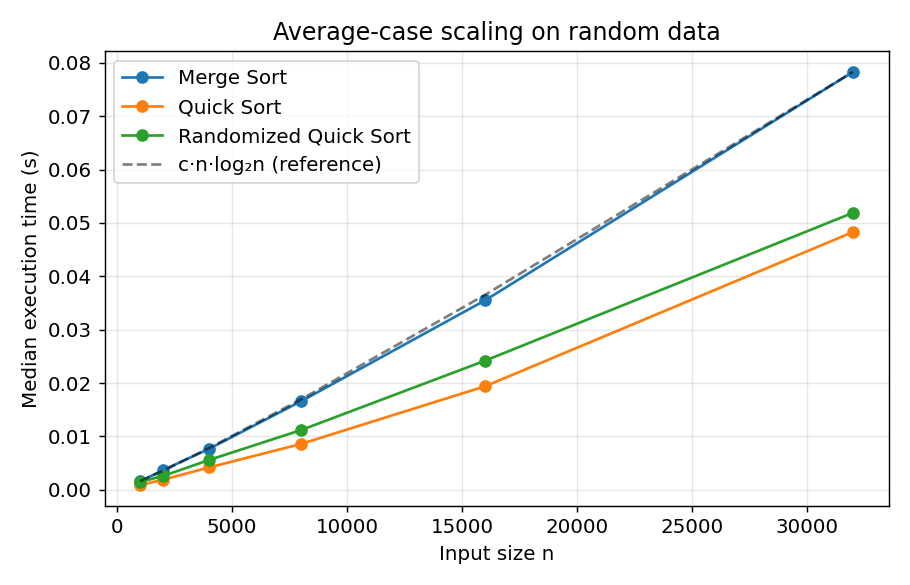 Average-case scaling on random data
Merge Sort
Quick Sort
Randomized Quick Sort
c·n·log₂n (reference)
Median execution time (s)
0.08
0.07
0.06
0.05
0.04
0.03
0.02
0.01
0.00
0 5000 10000 15000 20000 25000 30000
Input size n